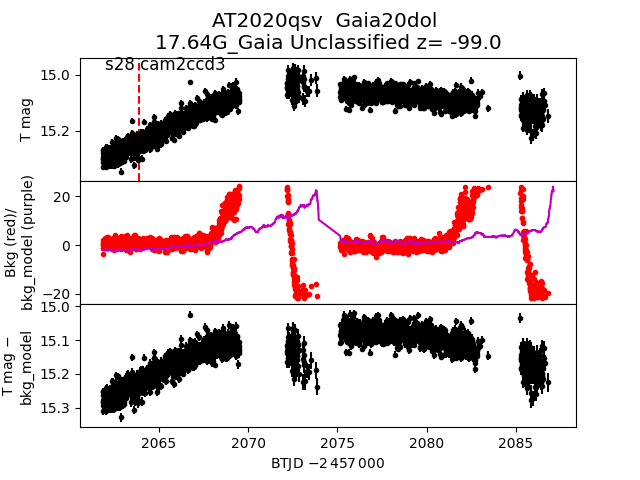 AT2020qsv  Gaia20dol
17.64G_Gaia Unclassified z= -99.0
s28 cam2ccd3
T mag
15.0
15.2
Bkg (red)/
bkg_model (purple)
20
0
−20
T mag −
bkg_model
15.0
15.1
15.2
15.3
2065
2070
2075
2080
2085
BTJD −2 457 000